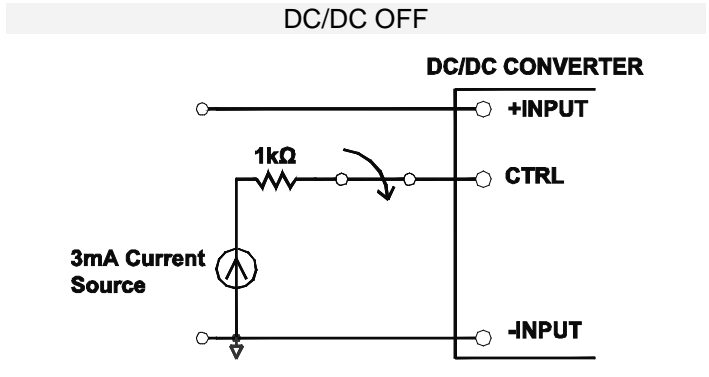 DC/DC OFF
DC/DC CONVERTER
+INPUT
1kΩ
CTRL
3mA Current
Source
-INPUT